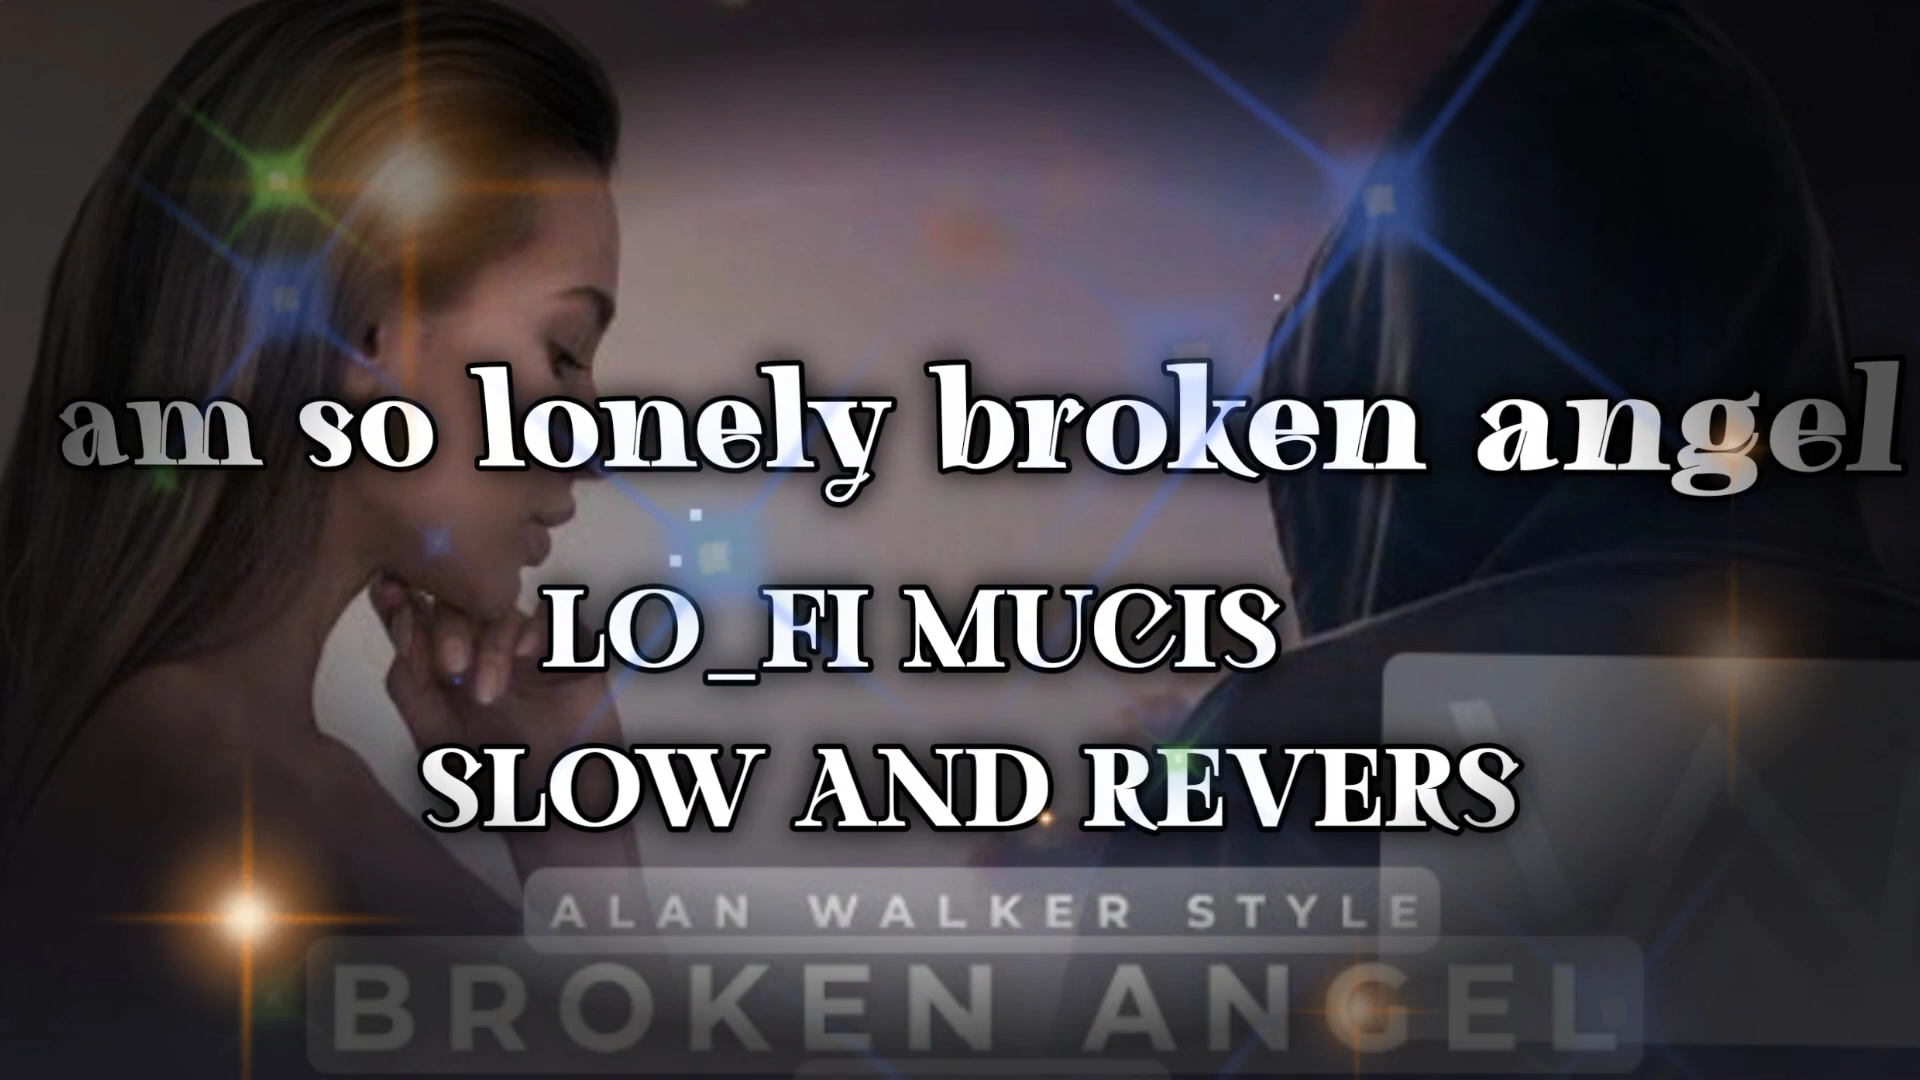 am so lonely broken angel
LO_FI MUCIS
SLOW AND REVERS
ALAN WALKER STYLE
BROKEN ANGEL